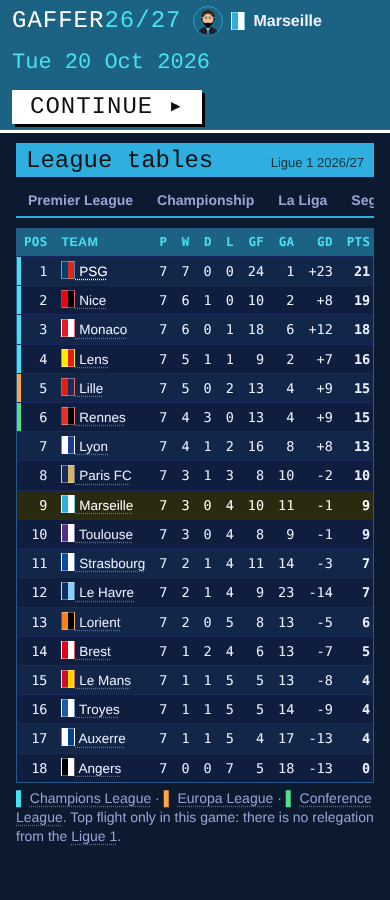 GAFFER26/27 Marseille
Tue 20 Oct 2026
CONTINUE ►
League tables Ligue 1 2026/27
Premier League Championship La Liga Seg
POS TEAM P W D L GF GA GD PTS
1 PSG 7 7 0 0 24 1 +23 21
2 Nice 7 6 1 0 10 2 +8 19
3 Monaco 7 6 0 1 18 6 +12 18
4 Lens 7 5 1 1 9 2 +7 16
5 Lille 7 5 0 2 13 4 +9 15
6 Rennes 7 4 3 0 13 4 +9 15
7 Lyon 7 4 1 2 16 8 +8 13
8 Paris FC 7 3 1 3 8 10 -2 10
9 Marseille 7 3 0 4 10 11 -1 9
10 Toulouse 7 3 0 4 8 9 -1 9
11 Strasbourg 7 2 1 4 11 14 -3 7
12 Le Havre 7 2 1 4 9 23 -14 7
13 Lorient 7 2 0 5 8 13 -5 6
14 Brest 7 1 2 4 6 13 -7 5
15 Le Mans 7 1 1 5 5 13 -8 4
16 Troyes 7 1 1 5 5 14 -9 4
17 Auxerre 7 1 1 5 4 17 -13 4
18 Angers 7 0 0 7 5 18 -13 0
Champions League · Europa League · Conference
League. Top flight only in this game: there is no relegation
from the Ligue 1.